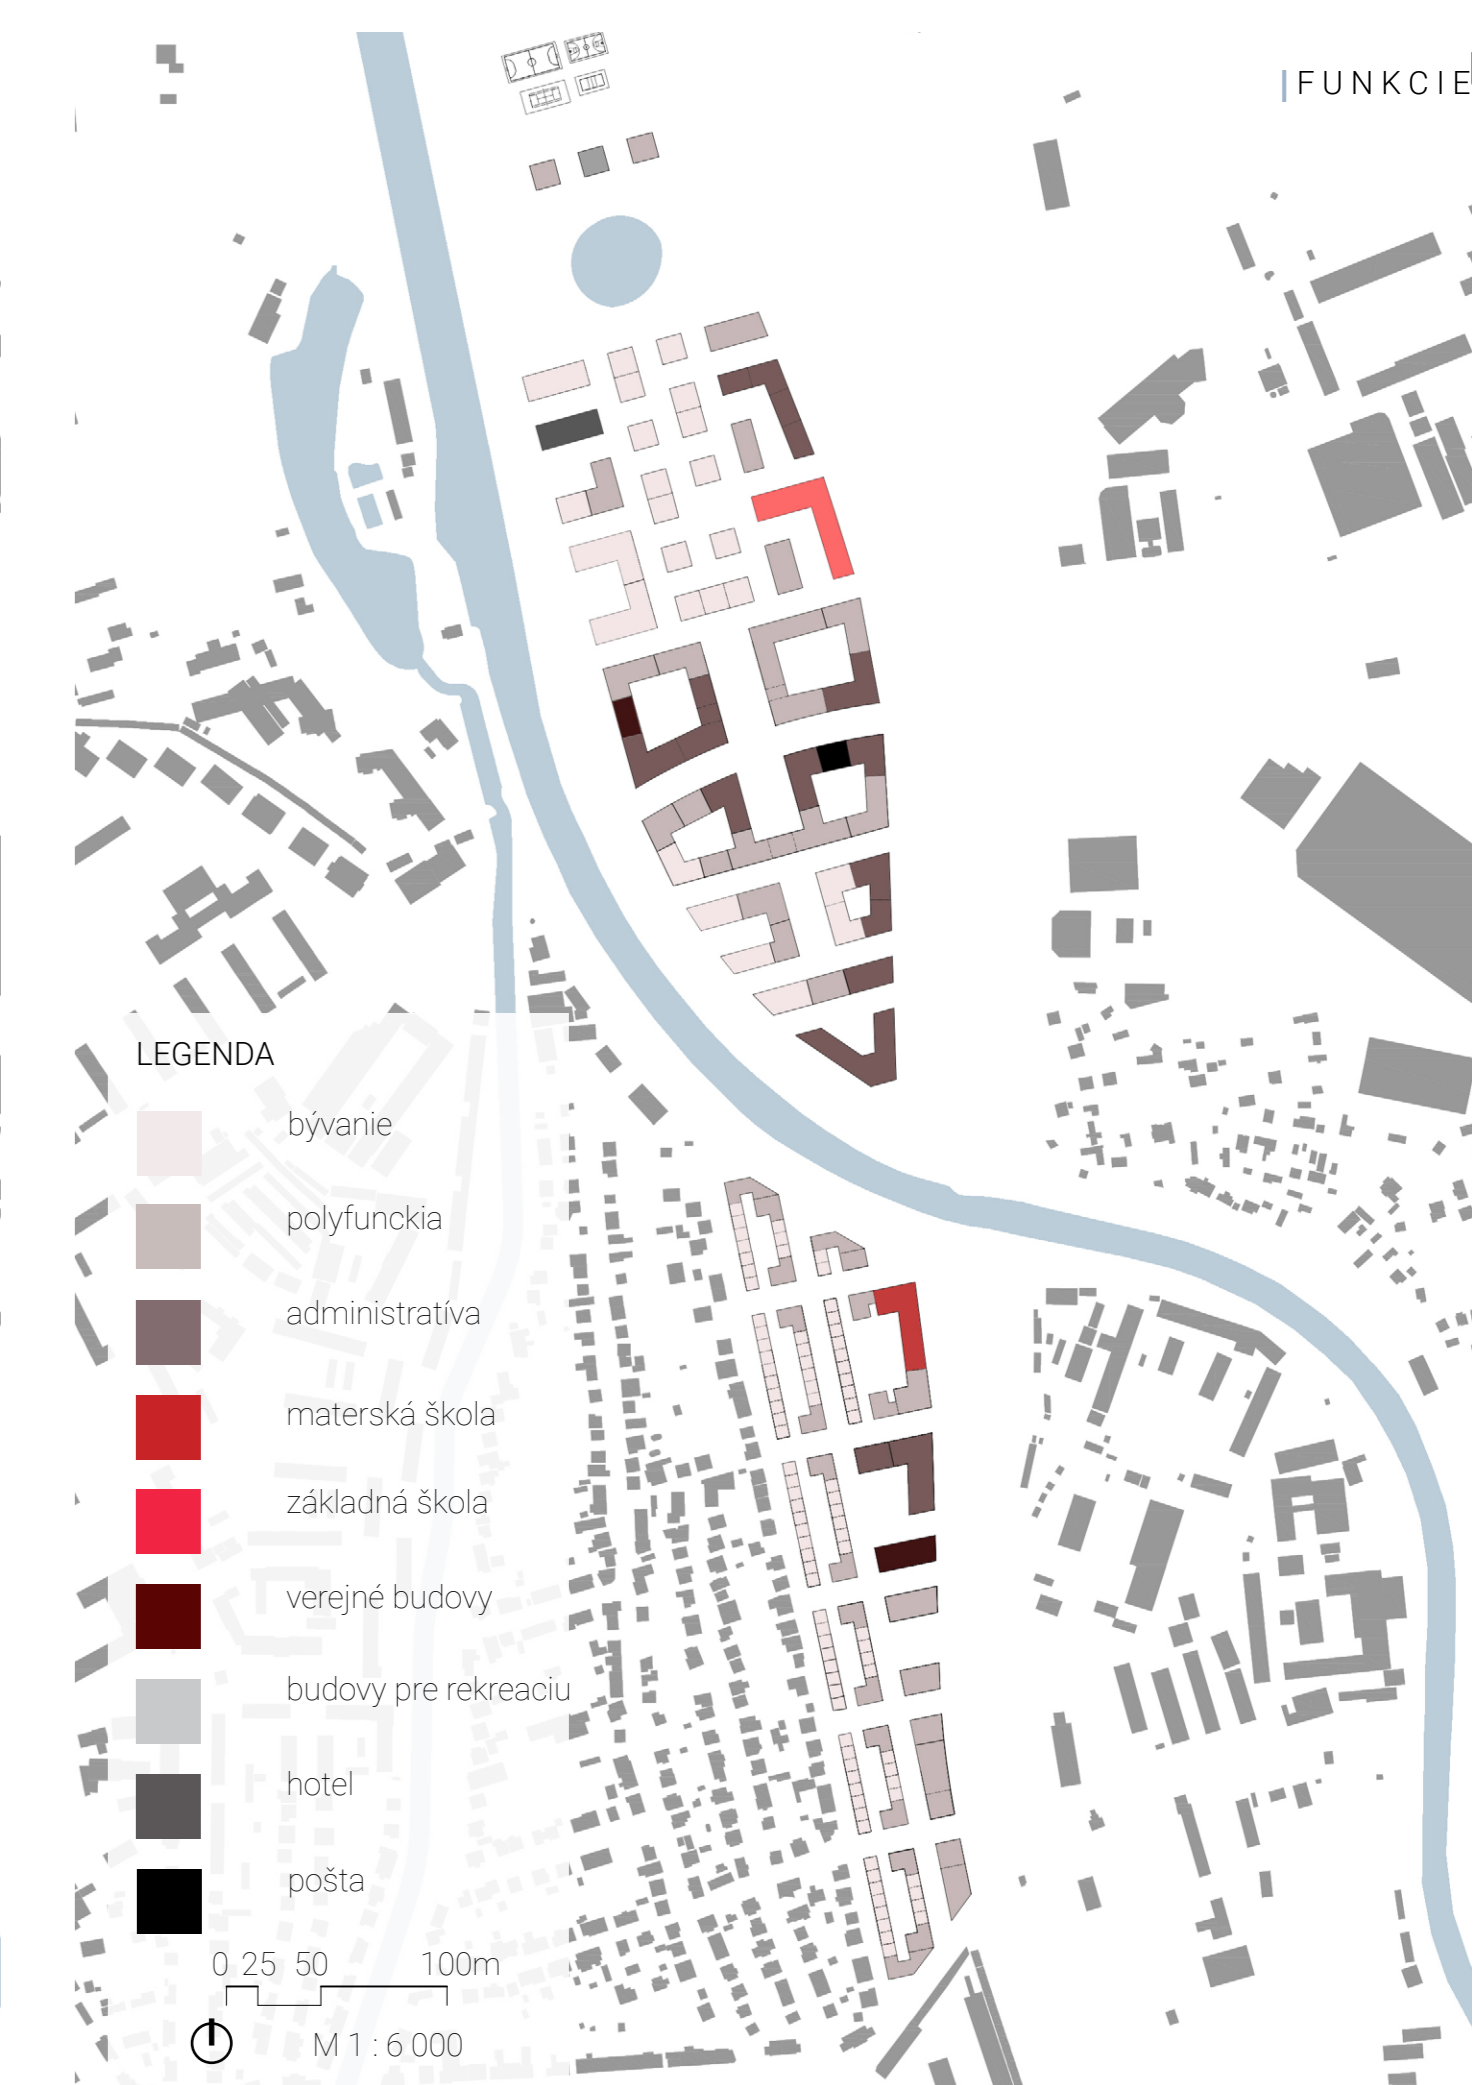 FUNKCIE
LEGENDA
bývanie
polyfunckia
administratíva
materská škola
základná škola
verejné budovy
budovy pre rekreaciu
hotel
pošta
0 25 50 100m
M 1 : 6 000